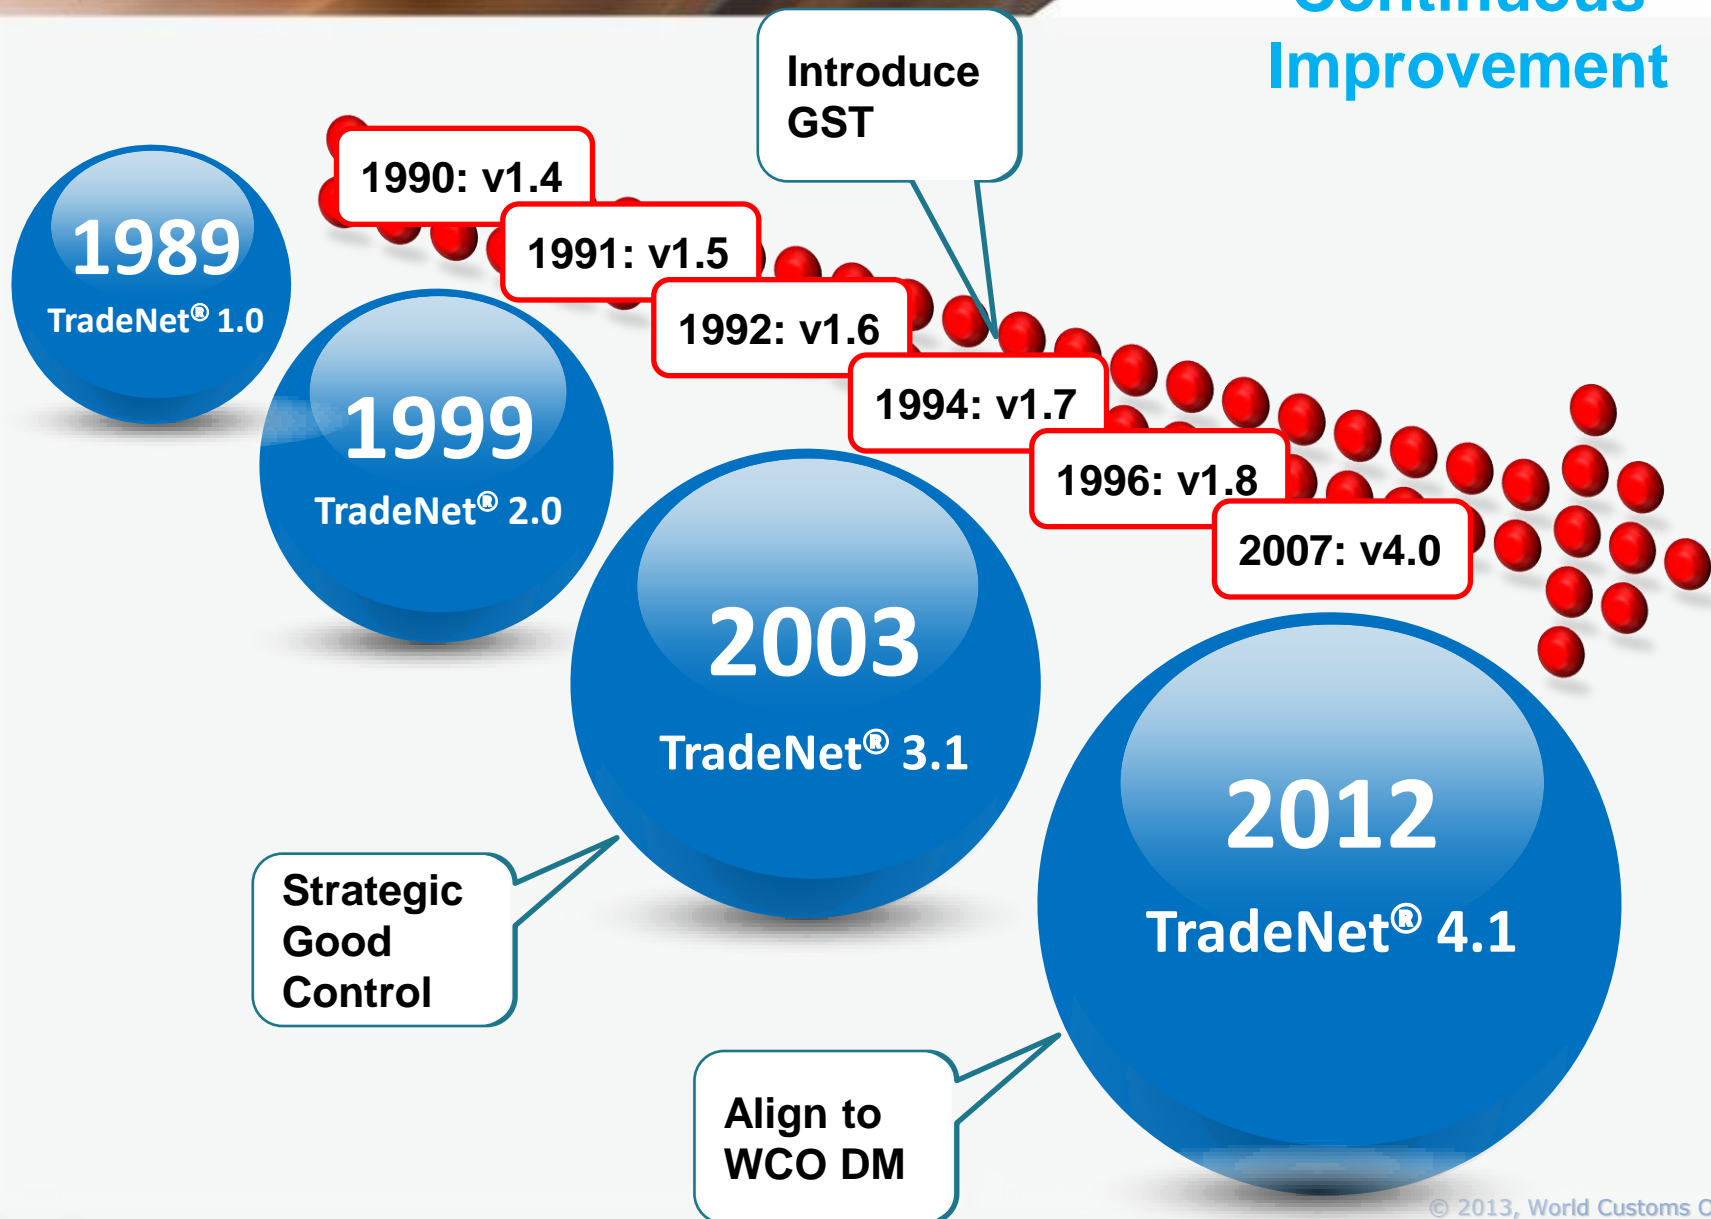 Continuous
Improvement
Introduce
GST
1990: v1.4
1991: v1.5
1992: v1.6
1994: v1.7
1996: v1.8
2007: v4.0
1989
TradeNet® 1.0
1999
TradeNet® 2.0
2003
TradeNet® 3.1
2012
TradeNet® 4.1
Strategic
Good
Control
Align to
WCO DM
© 2013, World Customs O